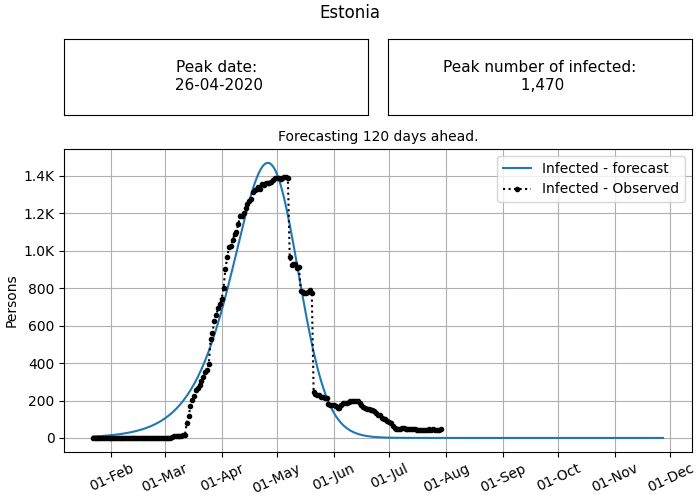 Estonia
Peak date:
26-04-2020
Peak number of infected:
1,470
Forecasting 120 days ahead.
Infected - forecast
Infected - Observed
Persons
1.4K
1.2K
1.0K
800
600
400
200
0
01-Feb
01-Mar
01-Apr
01-May
01-Jun
01-Jul
01-Aug
01-Sep
01-Oct
01-Nov
01-Dec